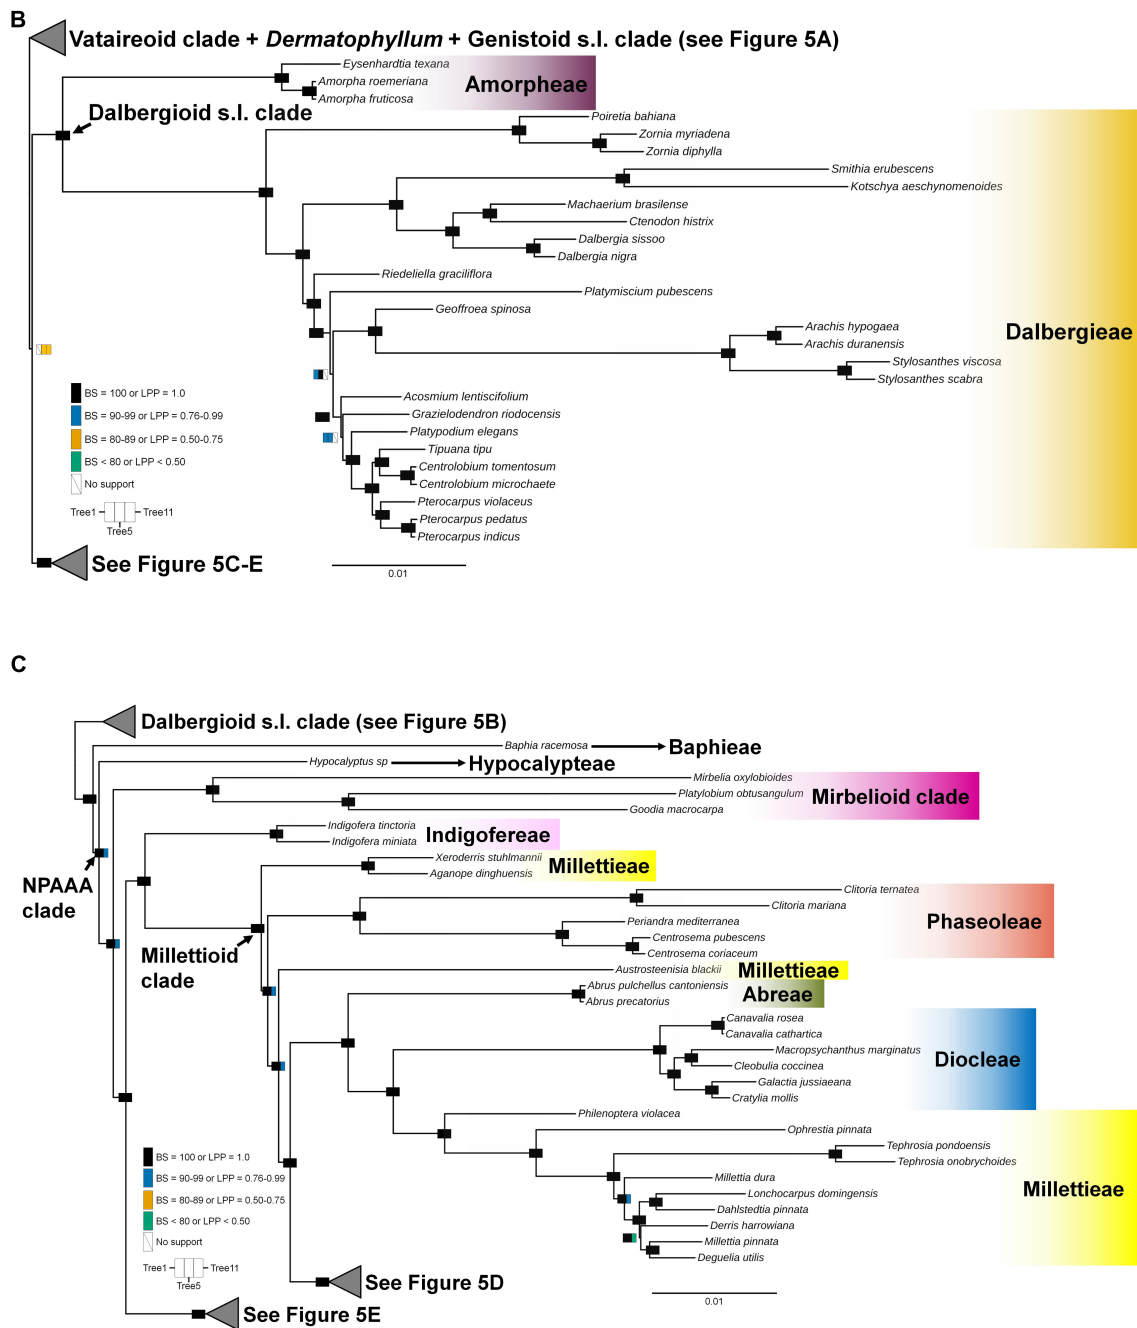 B
Vataireoid clade + Dermatophyllum + Genistoid s.l. clade (see Figure 5A)
Eysenhardtia texana
Amorpha roemeriana
Amorpha fruticosa
Amorpheae
Dalbergioid s.l. clade
Poiretia bahiana
Zornia myriadena
Zornia diphylla
Smithia erubescens
Kotschya aeschynomenoides
Machaerium brasilense
Ctenodon histrix
Dalbergia sissoo
Dalbergia nigra
Riedeliella graciliflora
Platymiscium pubescens
Geoffroea spinosa
Arachis hypogaea
Arachis duranensis
Dalbergieae
Stylosanthes viscosa
Stylosanthes scabra
Acosmium lentiscifolium
Grazielodendron riodocensis
Platypodium elegans
Tipuana tipu
Centrolobium tomentosum
Centrolobium microchaete
Pterocarpus violaceus
Pterocarpus pedatus
Pterocarpus indicus
BS = 100 or LPP = 1.0
BS = 90-99 or LPP = 0.76-0.99
BS = 80-89 or LPP = 0.50-0.75
BS < 80 or LPP < 0.50
No support
Tree1
Tree11
Tree5
See Figure 5C-E
0.01
C
Dalbergioid s.l. clade (see Figure 5B)
Baphia racemosa
Baphieae
Hypocalyptus sp
Hypocalypteae
Mirbelia oxylobioides
Platylobium obtusangulum
Goodia macrocarpa
Mirbelioid clade
Indigofera tinctoria
Indigofera miniata
Indigofereae
Xeroderris stuhlmannii
Aganope dinghuensis
Millettieae
NPAAA
clade
Clitoria ternatea
Clitoria mariana
Periandra mediterranea
Centrosema pubescens
Centrosema coriaceum
Phaseoleae
Millettioid
clade
Austrosteenisia blackii
Millettieae
Abrus pulchellus cantoniensis
Abrus precatorius
Abreae
Canavalia rosea
Canavalia cathartica
Macropsychanthus marginatus
Cleobulia coccinea
Galactia jussiaeana
Cratylia mollis
Diocleae
Philenoptera violacea
Ophrestia pinnata
Tephrosia pondoensis
Tephrosia onobrychoides
Millettia dura
Lonchocarpus domingensis
Dahlstedtia pinnata
Derris harrowiana
Millettia pinnata
Deguelia utilis
Millettieae
BS = 100 or LPP = 1.0
BS = 90-99 or LPP = 0.76-0.99
BS = 80-89 or LPP = 0.50-0.75
BS < 80 or LPP < 0.50
No support
Tree1
Tree11
Tree5
See Figure 5D
See Figure 5E
0.01